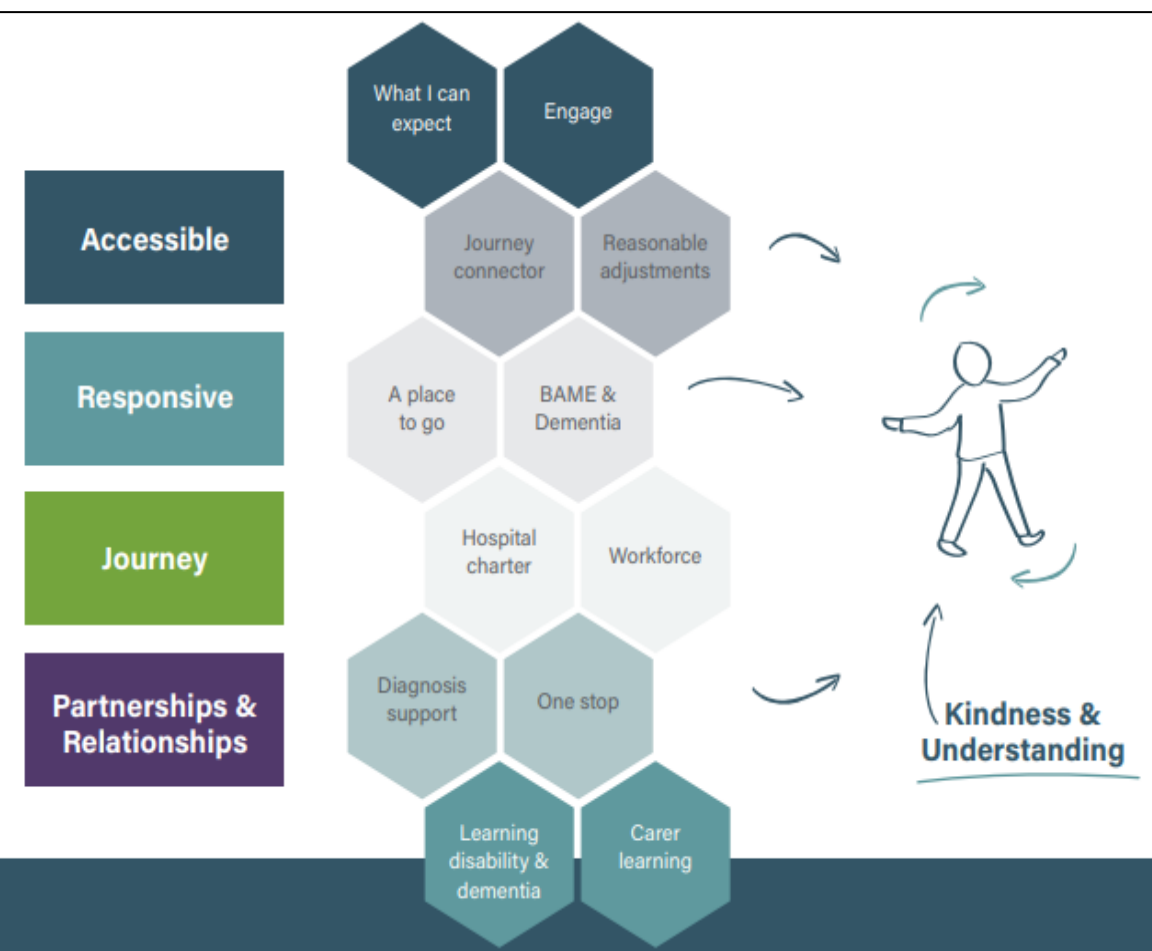 What I can
expect
Engage
Accessible
Journey
connector
Reasonable
adjustments
Responsive
A place
to go
BAME &
Dementia
Journey
Hospital
charter
Workforce
Partnerships &
Relationships
Diagnosis
support
One stop
Kindness &
Understanding
Learning
disability &
dementia
Carer
learning